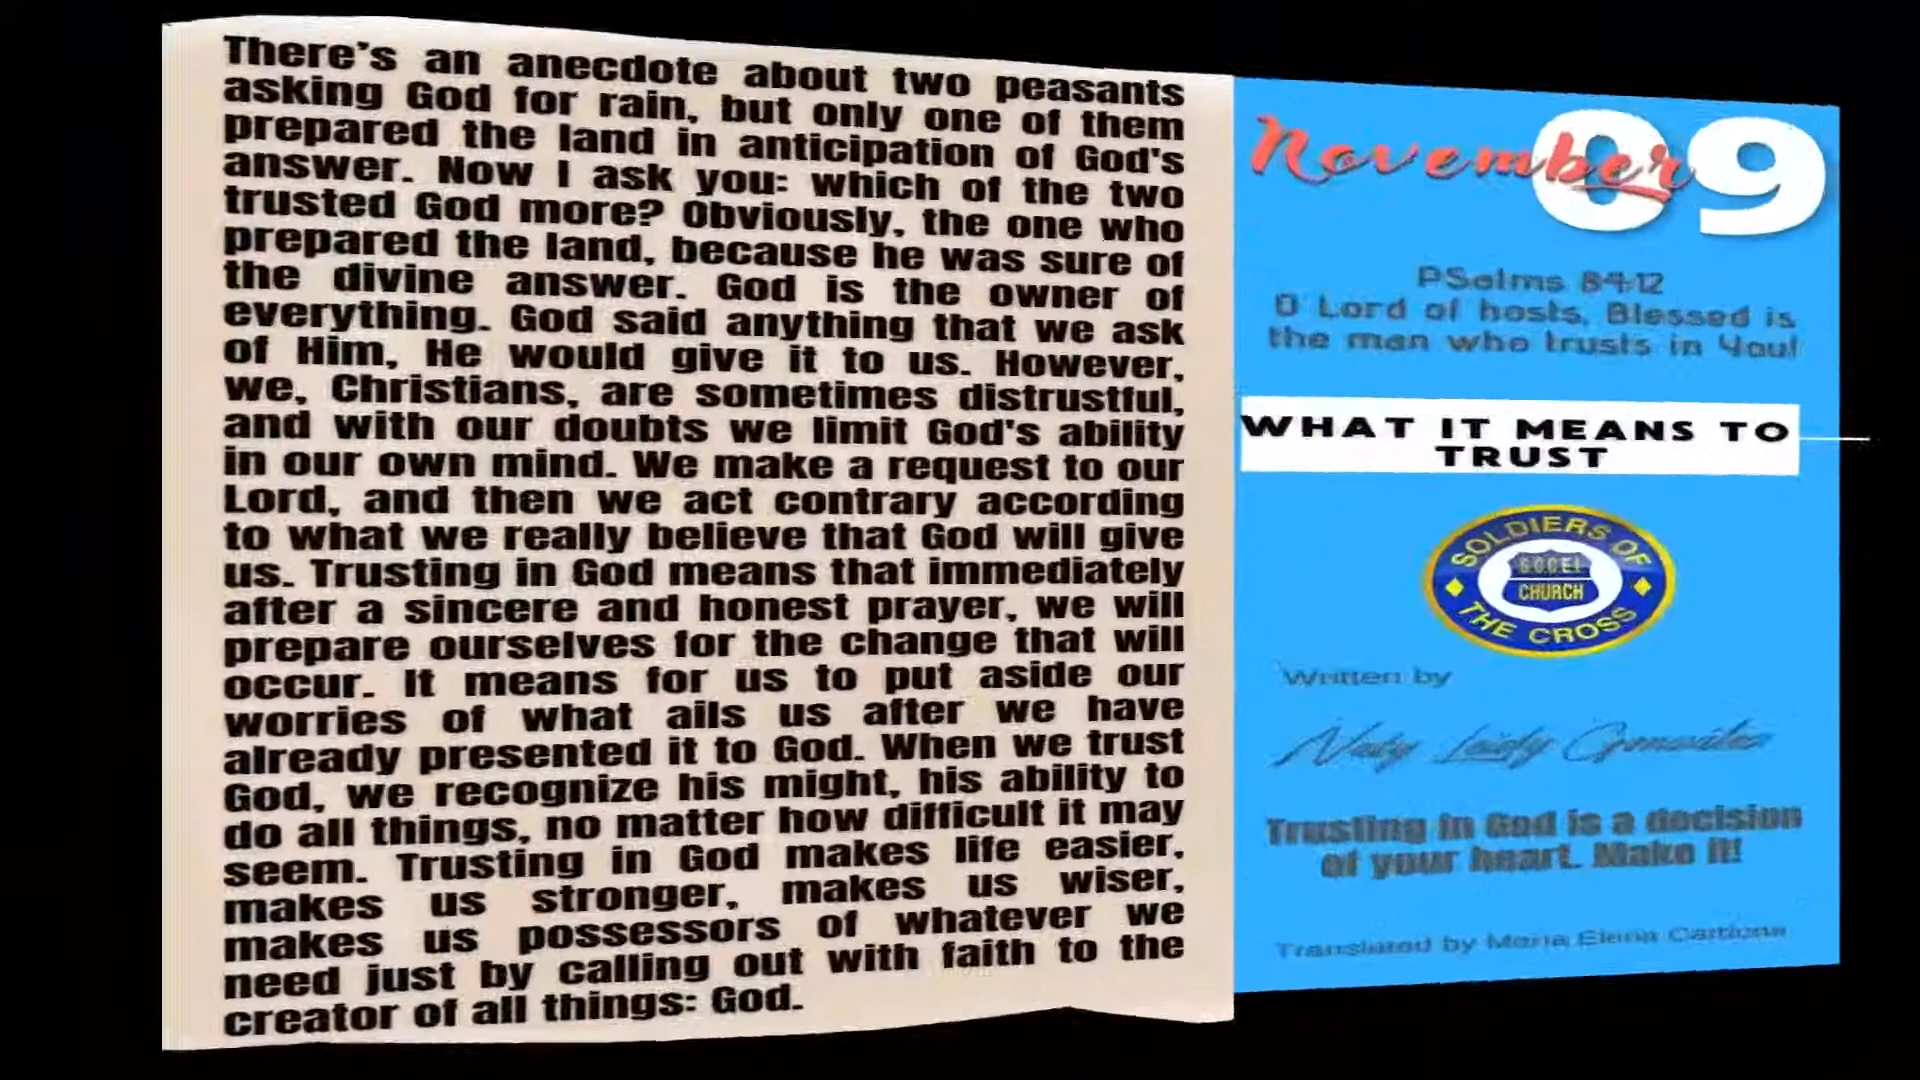 There's an anecdote about two peasants
asking God for rain, but only one of them
prepared the land in anticipation of God's
answer. Now I ask you: which of the two
trusted God more? Obviously, the one who
prepared the land, because he was sure of
the divine answer. God is the owner of
everything. God said anything that we ask
of Him, He would give it to us. However,
we, Christians, are sometimes distrustful,
and with our doubts we limit God's ability
in our own mind. We make a request to our
Lord, and then we act contrary according
to what we really believe that God will give
us. Trusting in God means that immediately
after a sincere and honest prayer, we will
prepare ourselves for the change that will
occur. It means for us to put aside our
worries of what ails us after we have
already presented it to God. When we trust
God, we recognize his might, his ability to
do all things, no matter how difficult it may
seem. Trusting in God makes life easier,
makes us stronger, makes us wiser,
makes us possessors of whatever we
need just by calling out with faith to the
creator of all things: God.
November 09
PSalms 84:12
O Lord of hosts, Blessed is
the man who trusts in You!
WHAT IT MEANS TO
TRUST
SOLDIERS OF
CHURCH
THE CROSS
Written by
Trusting in God is a decision
of your heart. Make it!
Translated by Maria Elena